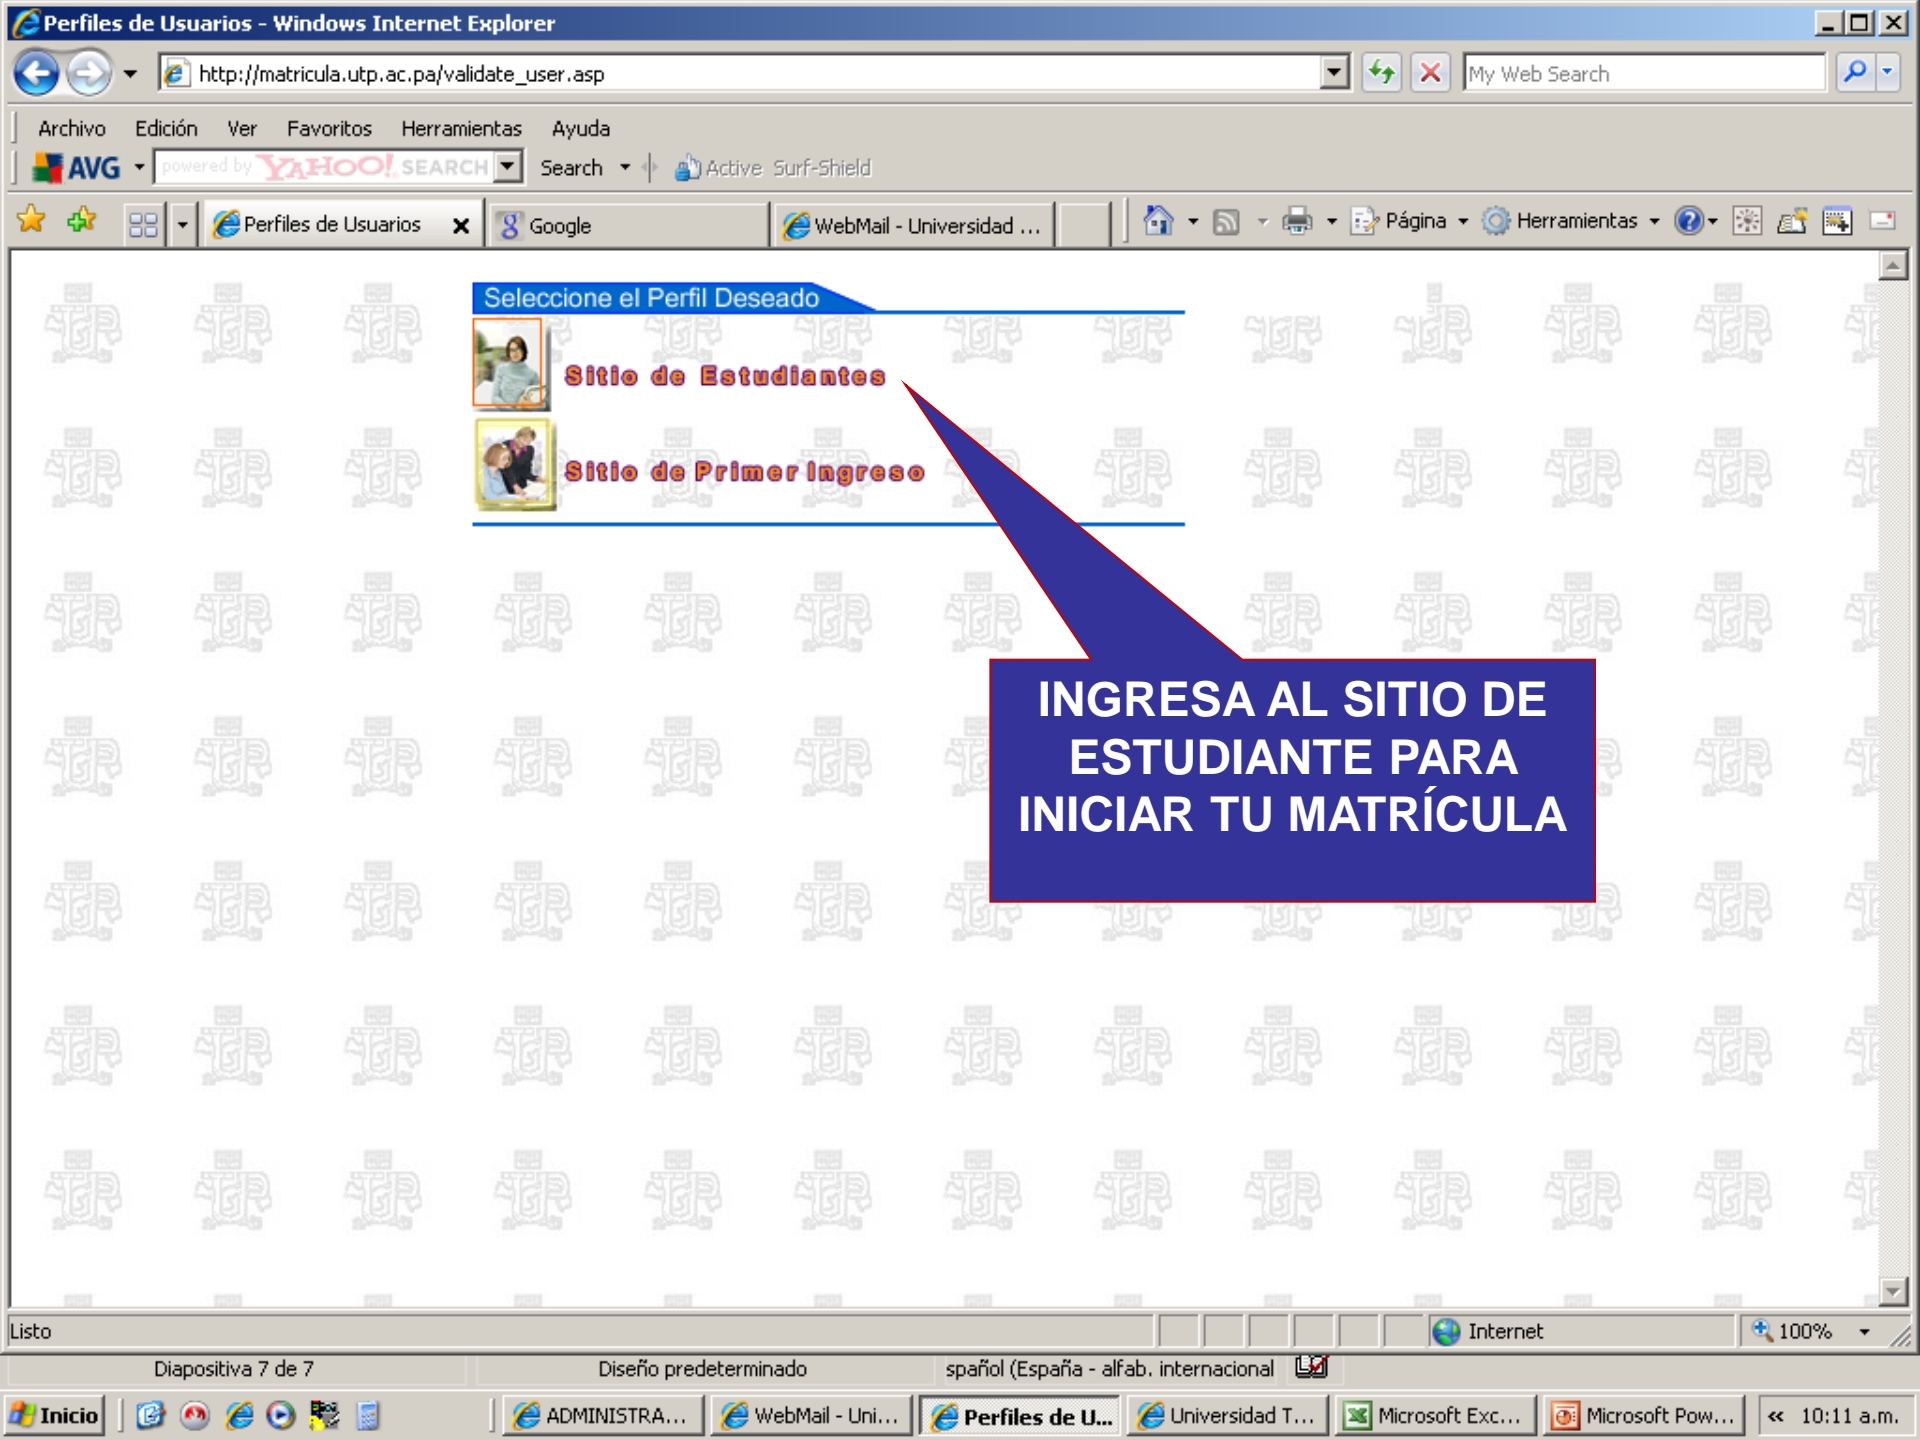 Perfiles de Usuarios - Windows Internet Explorer
http://matricula.utp.ac.pa/validate_user.asp
My Web Search
Archivo Edición Ver Favoritos Herramientas Ayuda
AVG powered by YAHOO! SEARCH Search Active Surf-Shield
Perfiles de Usuarios Google WebMail - Universidad ... Página Herramientas
Seleccione el Perfil Deseado
Sitio de Estudiantes
Sitio de Primer Ingreso
INGRESA AL SITIO DE
ESTUDIANTE PARA
INICIAR TU MATRÍCULA
Listo Internet 100%
Diapositiva 7 de 7 Diseño predeterminado spañol (España - alfab. internacional
Inicio ADMINISTRA... WebMail - Uni... Perfiles de U... Universidad T... Microsoft Exc... Microsoft Pow... « 10:11 a.m.